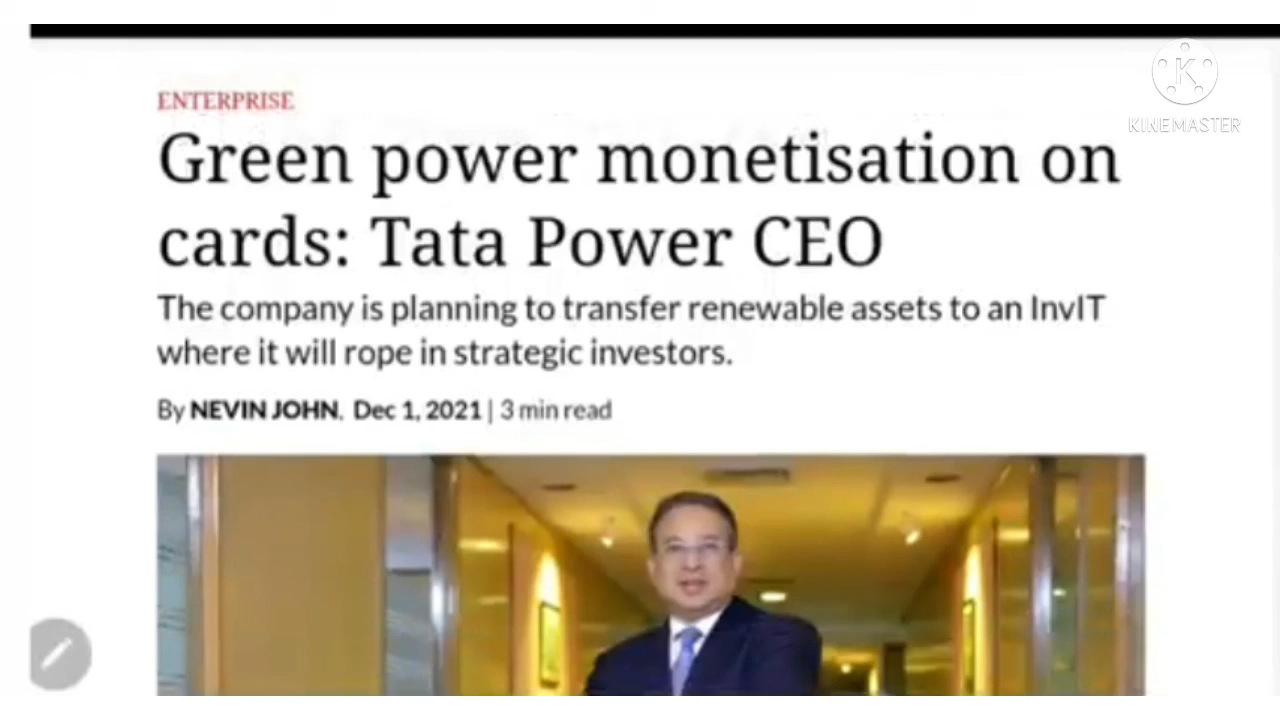 ENTERPRISE
Green power monetisation on
cards: Tata Power CEO
The company is planning to transfer renewable assets to an InvIT
where it will rope in strategic investors.
By NEVIN JOHN, Dec 1, 2021 | 3 min read
K
KINEMASTER